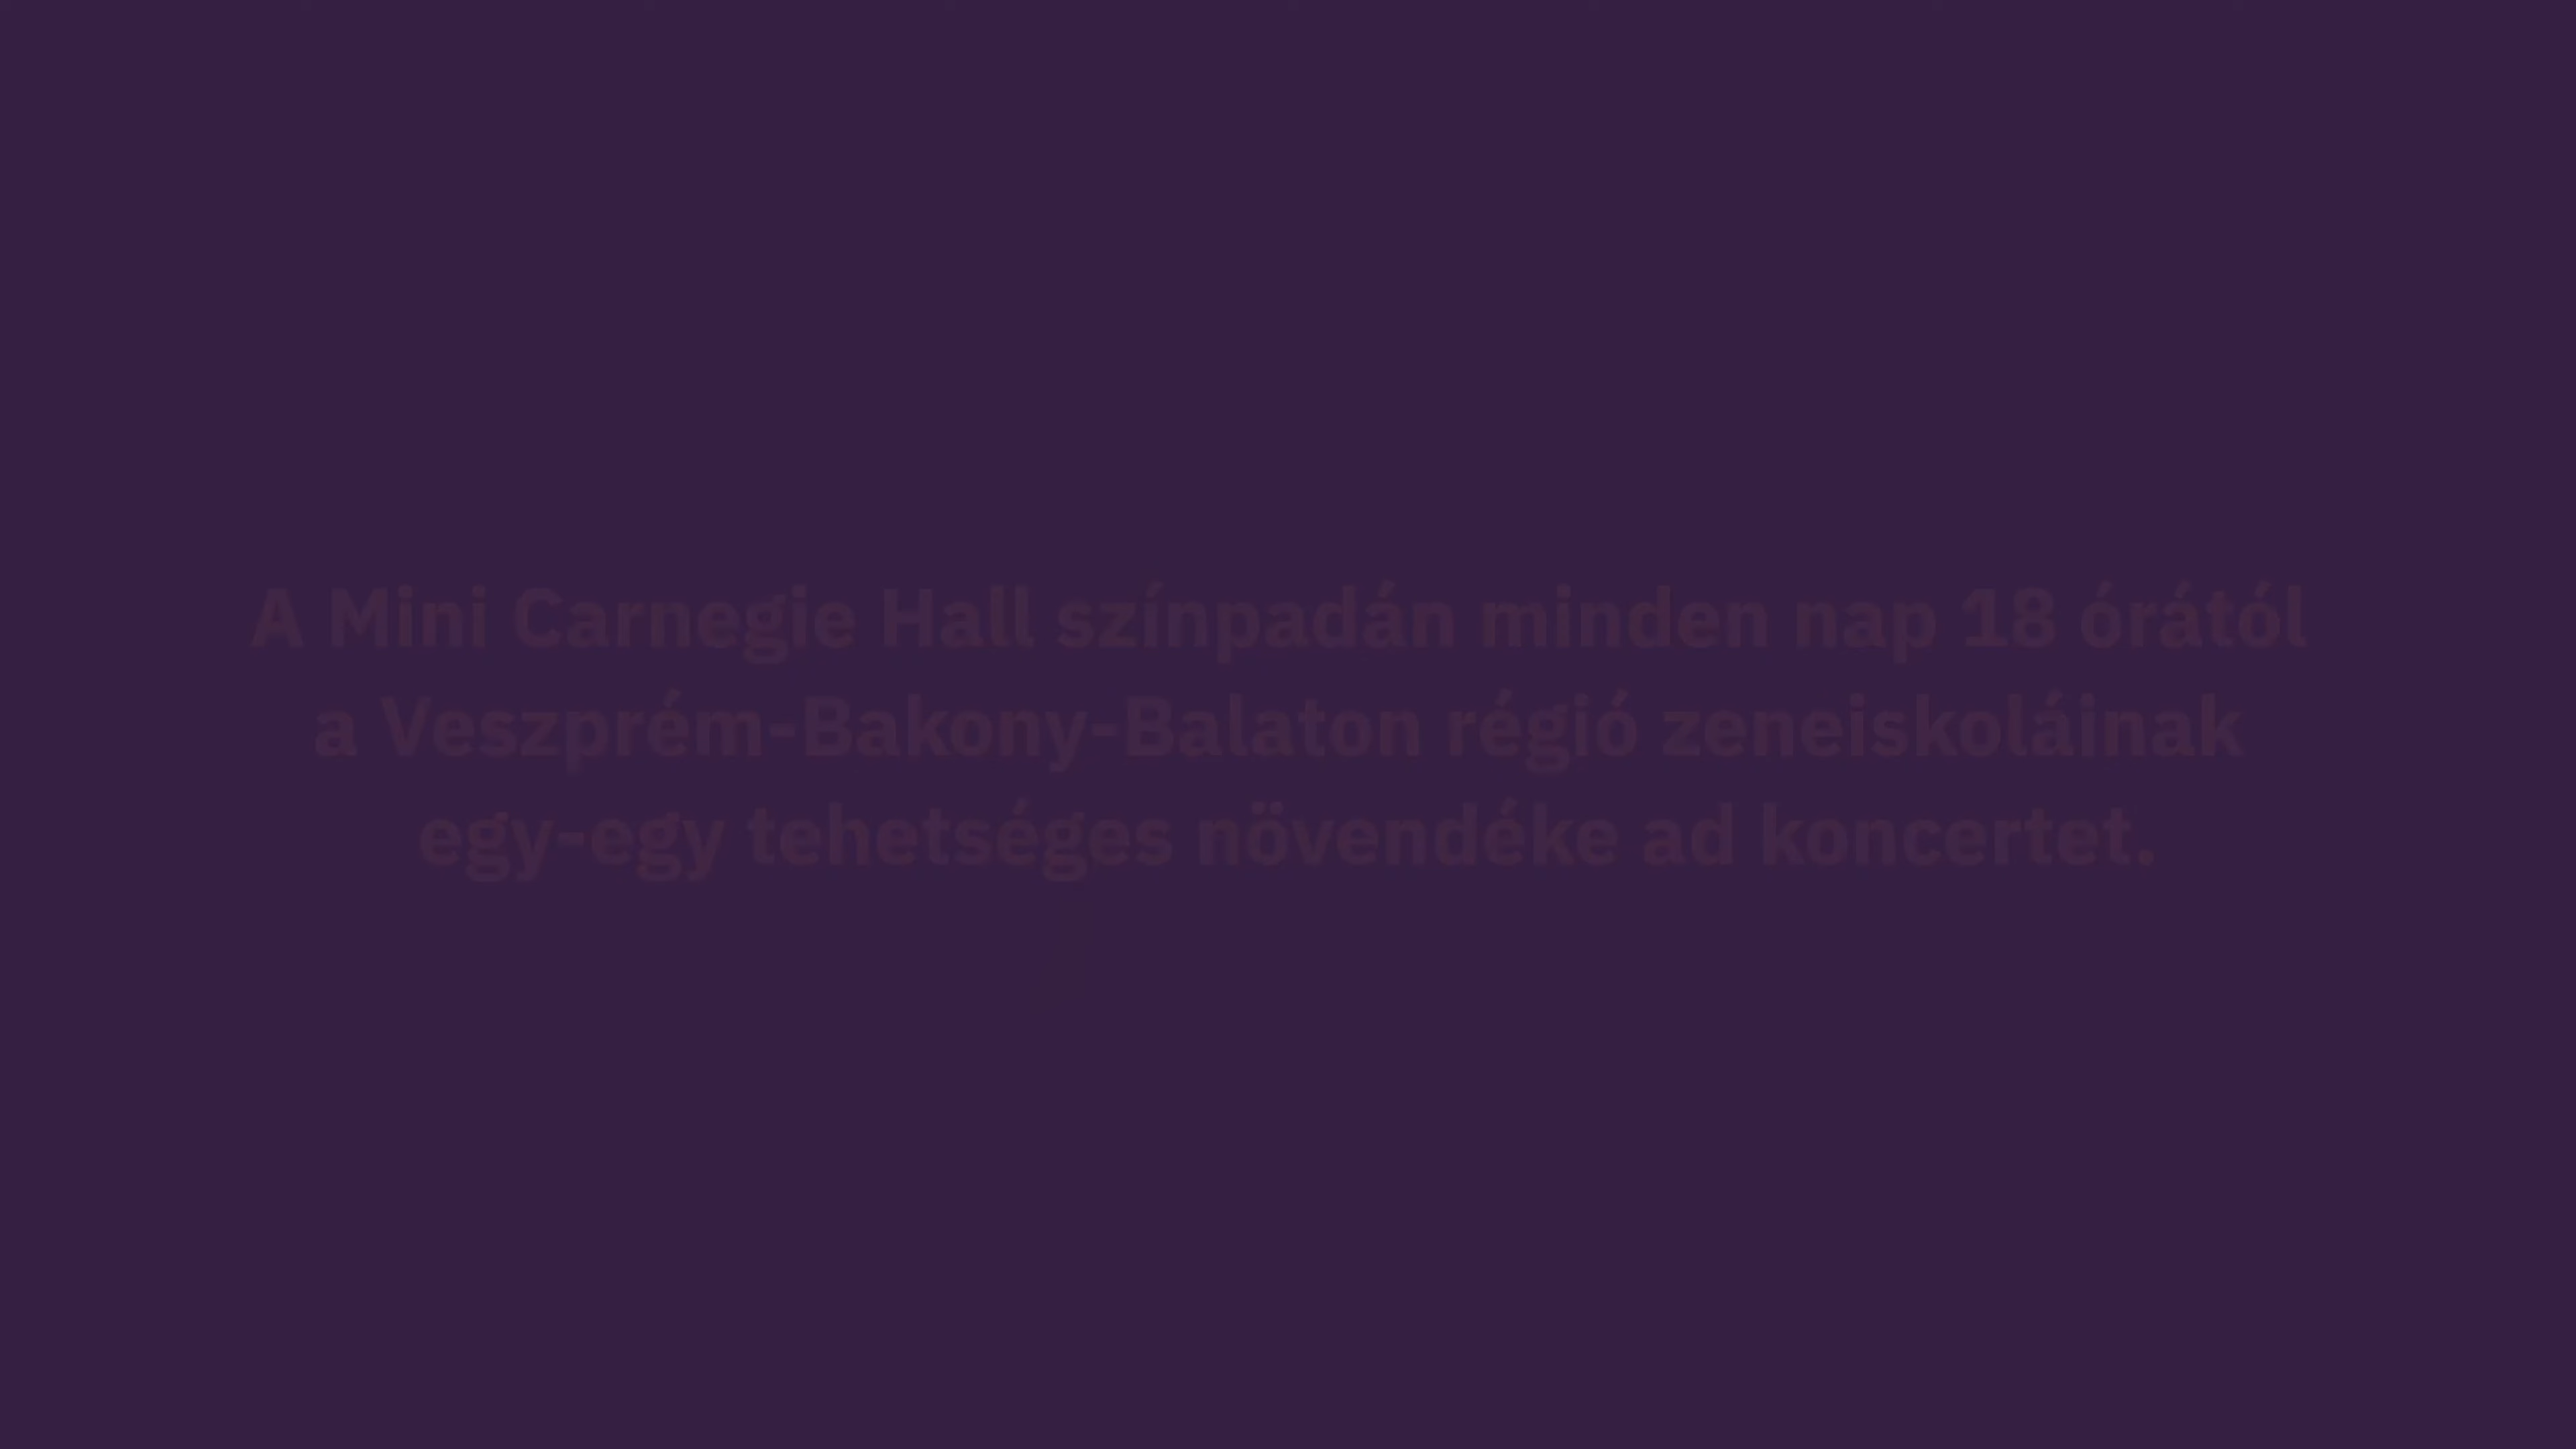 A Mini Carnegie Hall színpadán minden nap 18 órától
a Veszprém-Bakony-Balaton régió zeneiskoláinak
egy-egy tehetséges növendéke ad koncertet.